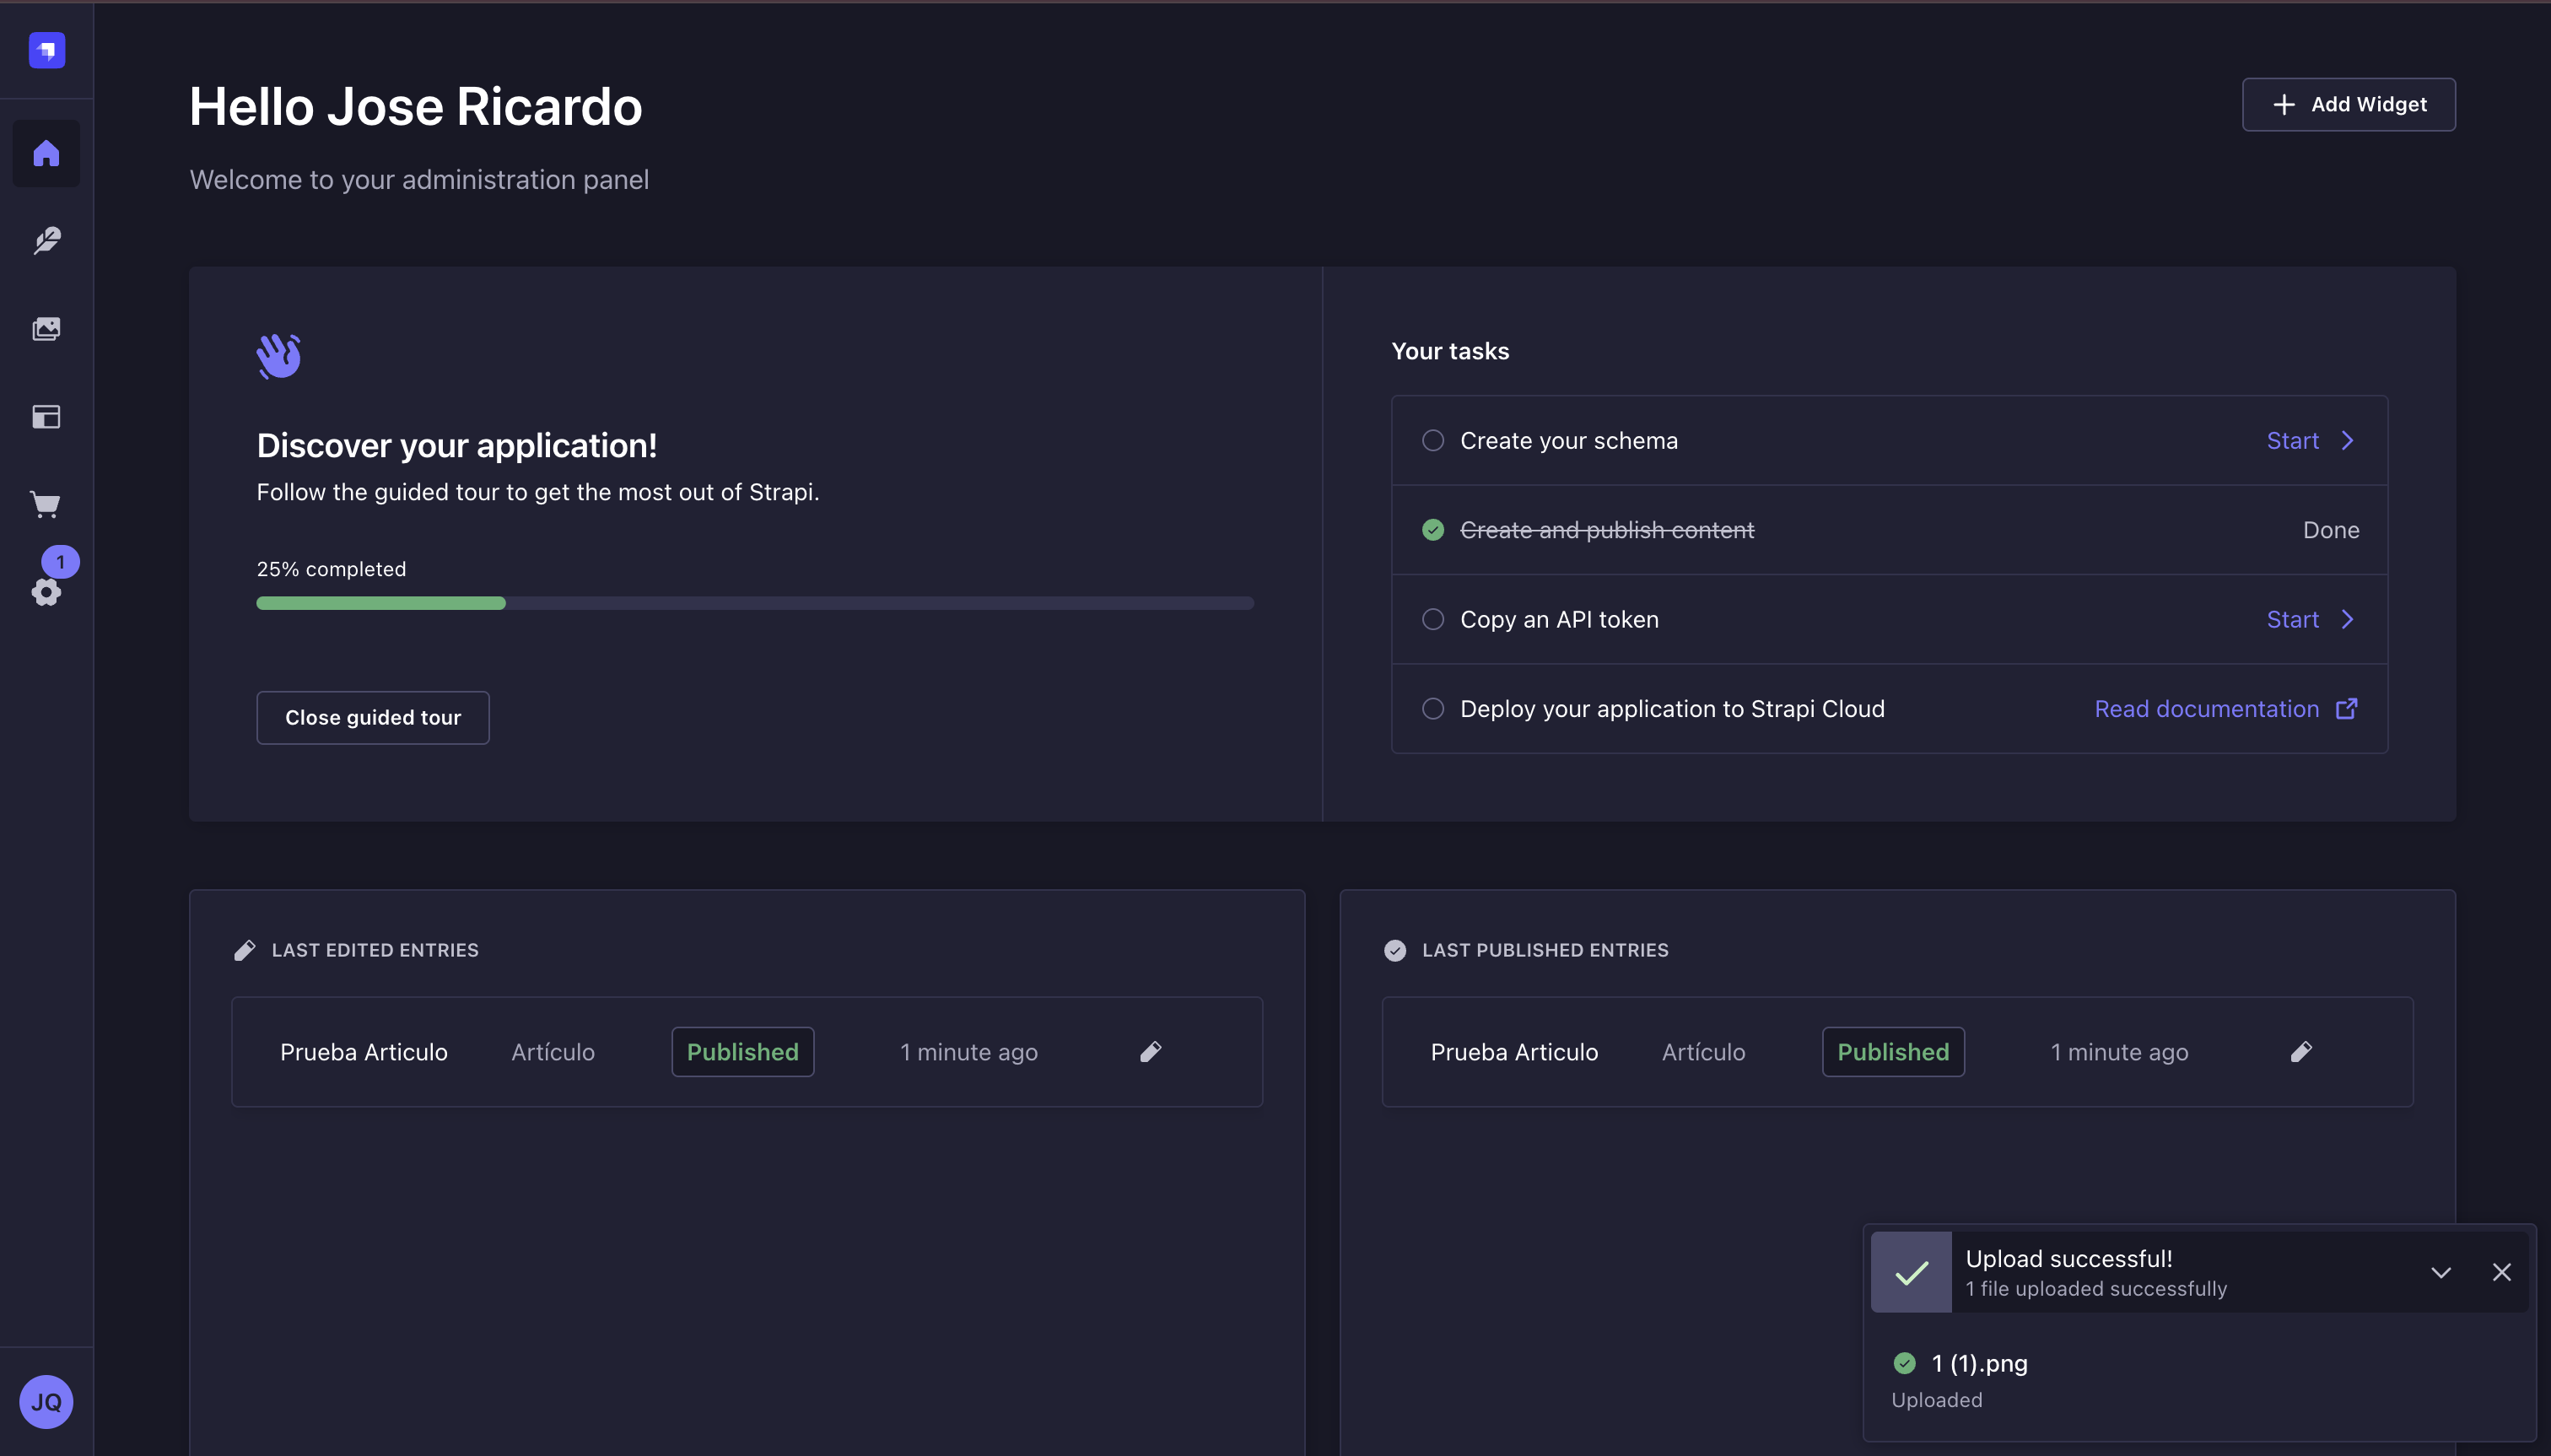 Hello Jose Ricardo
Add Widget
Welcome to your administration panel
Discover your application!
Follow the guided tour to get the most out of Strapi.
25% completed
Close guided tour
Your tasks
Create your schema Start
Create and publish content Done
Copy an API token Start
Deploy your application to Strapi Cloud Read documentation
1
LAST EDITED ENTRIES
Prueba Articulo Artículo Published 1 minute ago
LAST PUBLISHED ENTRIES
Prueba Articulo Artículo Published 1 minute ago
Upload successful!
1 file uploaded successfully
1 (1).png
Uploaded
JQ